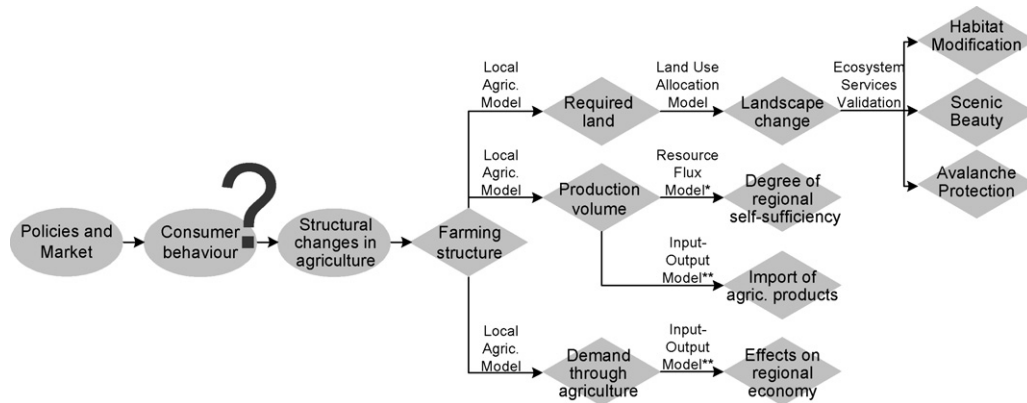 Policies and
Market
Consumer
behaviour
?
Structural
changes in
agriculture
Farming
structure
Local
Agric.
Model
Required
land
Land Use
Allocation
Model
Landscape
change
Ecosystem
Services
Validation
Habitat
Modification
Scenic
Beauty
Avalanche
Protection
Local
Agric.
Model
Production
volume
Resource
Flux
Model*
Degree of
regional
self-sufficiency
Input-
Output
Model**
Import of
agric. products
Local
Agric.
Model
Demand
through
agriculture
Input-
Output
Model**
Effects on
regional
economy